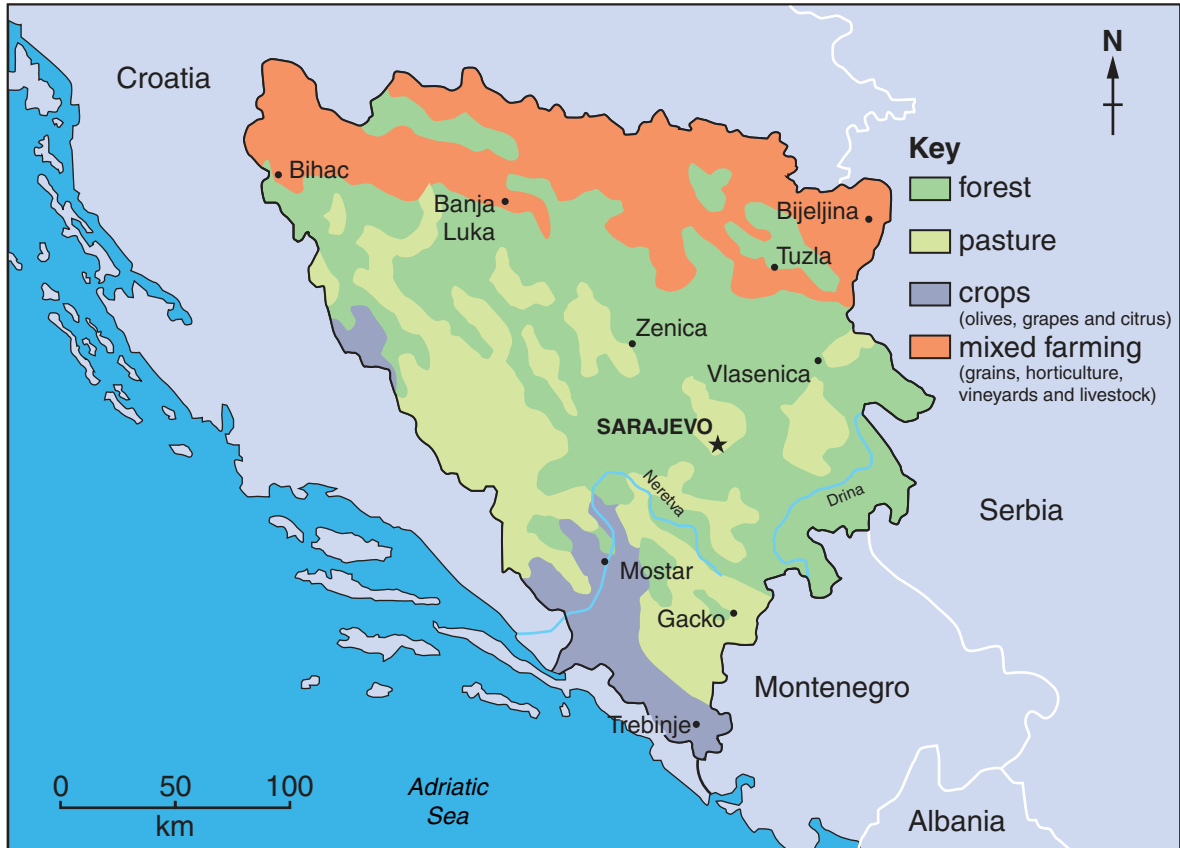 Croatia
N
Key
forest
pasture
crops
(olives, grapes and citrus)
mixed farming
(grains, horticulture,
vineyards and livestock)
Bihac
Banja
Luka
Bijeljina
Tuzla
Zenica
Vlasenica
SARAJEVO
Neretva
Drina
Serbia
Mostar
Gacko
Montenegro
Trebinje
0 50 100
km
Adriatic
Sea
Albania